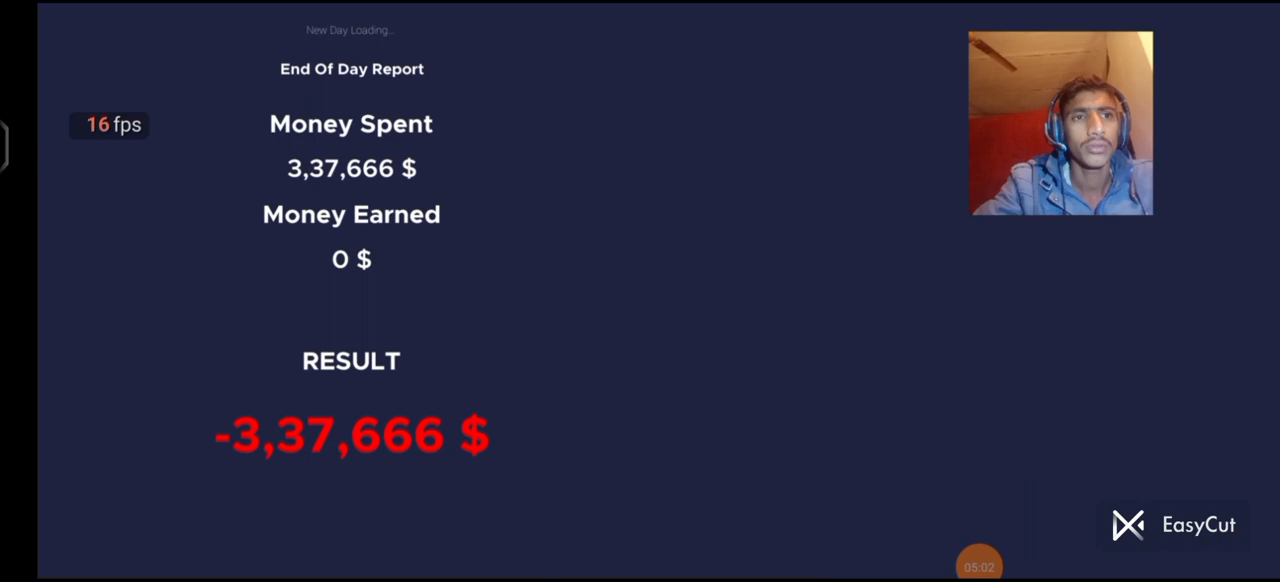 New Day Loading...
End Of Day Report
16 fps
Money Spent
3,37,666 $
Money Earned
0 $
RESULT
-3,37,666 $
EasyCut
05:02